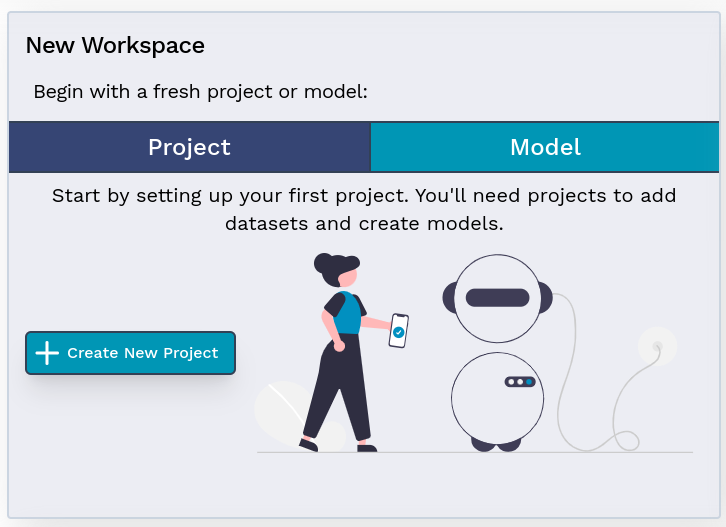 New Workspace
Begin with a fresh project or model:
Project
Model
Start by setting up your first project. You'll need projects to add
datasets and create models.
Create New Project